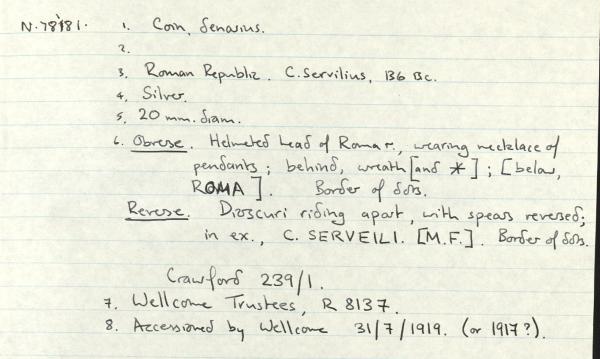 N.78181. 1. Coin, denarius.
2.
3. Roman Republic. C. Servilius, 136 BC.
4. Silver.
5. 20 mm. diam.
6. Obverse. Helmeted head of Roma r., wearing necklace of
pendants; behind, wreath [and *]; [below,
ROMA]. Border of dots.
Reverse. Dioscuri riding apart, with spears reversed;
in ex., C. SERVEILI. [M.F.]. Border of dots.
Crawford 239/1.
7. Wellcome Trustees, R 8137.
8. Accessioned by Wellcome 31/7/1919. (or 1917?).